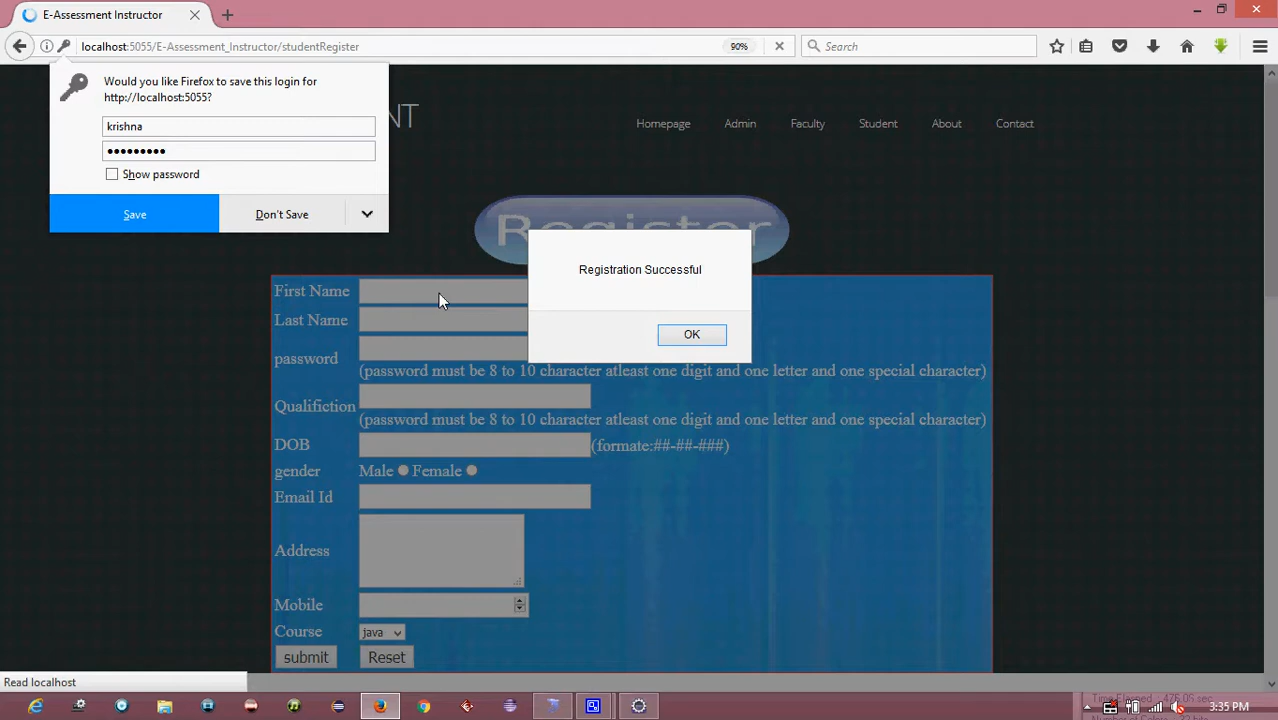 E-Assessment Instructor
localhost:5055/E-Assessment_Instructor/studentRegister
90%
Search
Would you like Firefox to save this login for
http://localhost:5055?
krishna
Show password
Save
Don't Save
NT
Homepage
Admin
Faculty
Student
About
Contact
Register
Registration Successful
OK
First Name
Last Name
password
(password must be 8 to 10 character atleast one digit and one letter and one special character)
Qualifiction
(password must be 8 to 10 character atleast one digit and one letter and one special character)
DOB
(formate:##-##-###)
gender
Male
Female
Email Id
Address
Mobile
Course
java
submit
Reset
Read localhost
3:35 PM